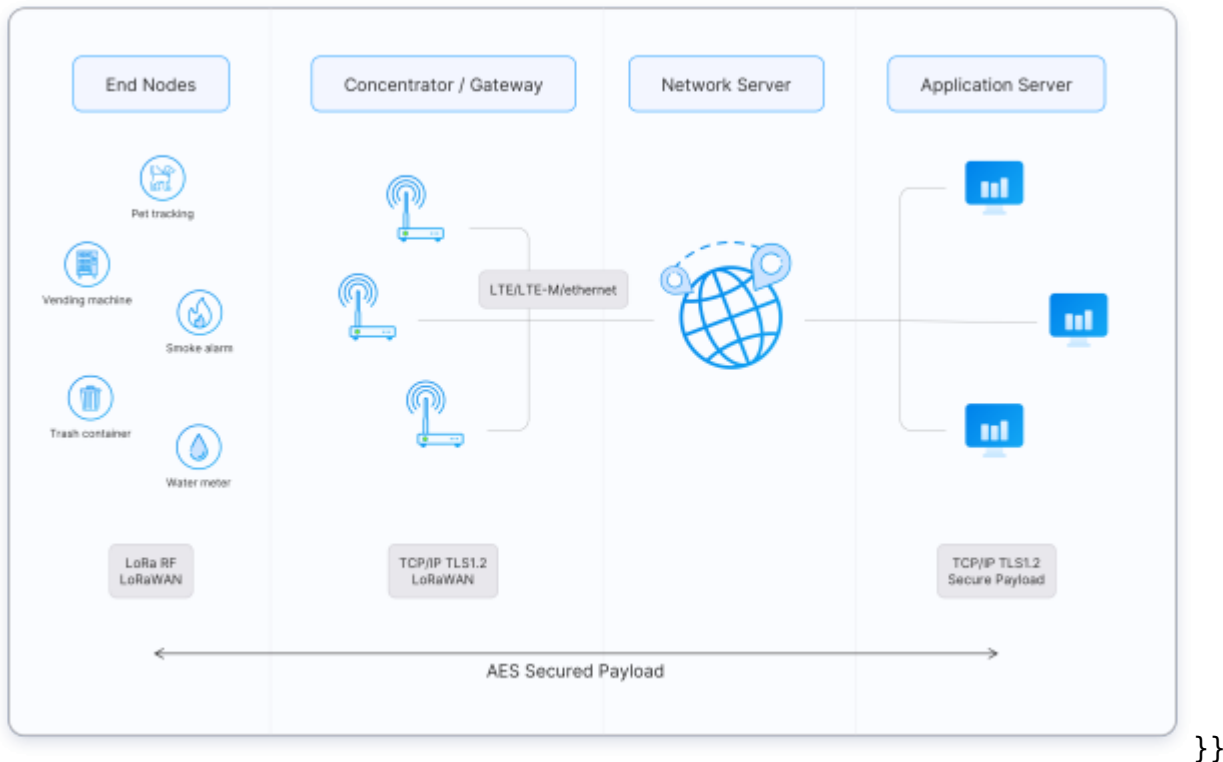 End Nodes
Concentrator / Gateway
Network Server
Application Server
Pet tracking
Vending machine
Smoke alarm
Trash container
Water meter
LTE/LTE-M/ethernet
LoRa RF
LoRaWAN
TCP/IP TLS1.2
LoRaWAN
TCP/IP TLS1.2
Secure Payload
AES Secured Payload
}}